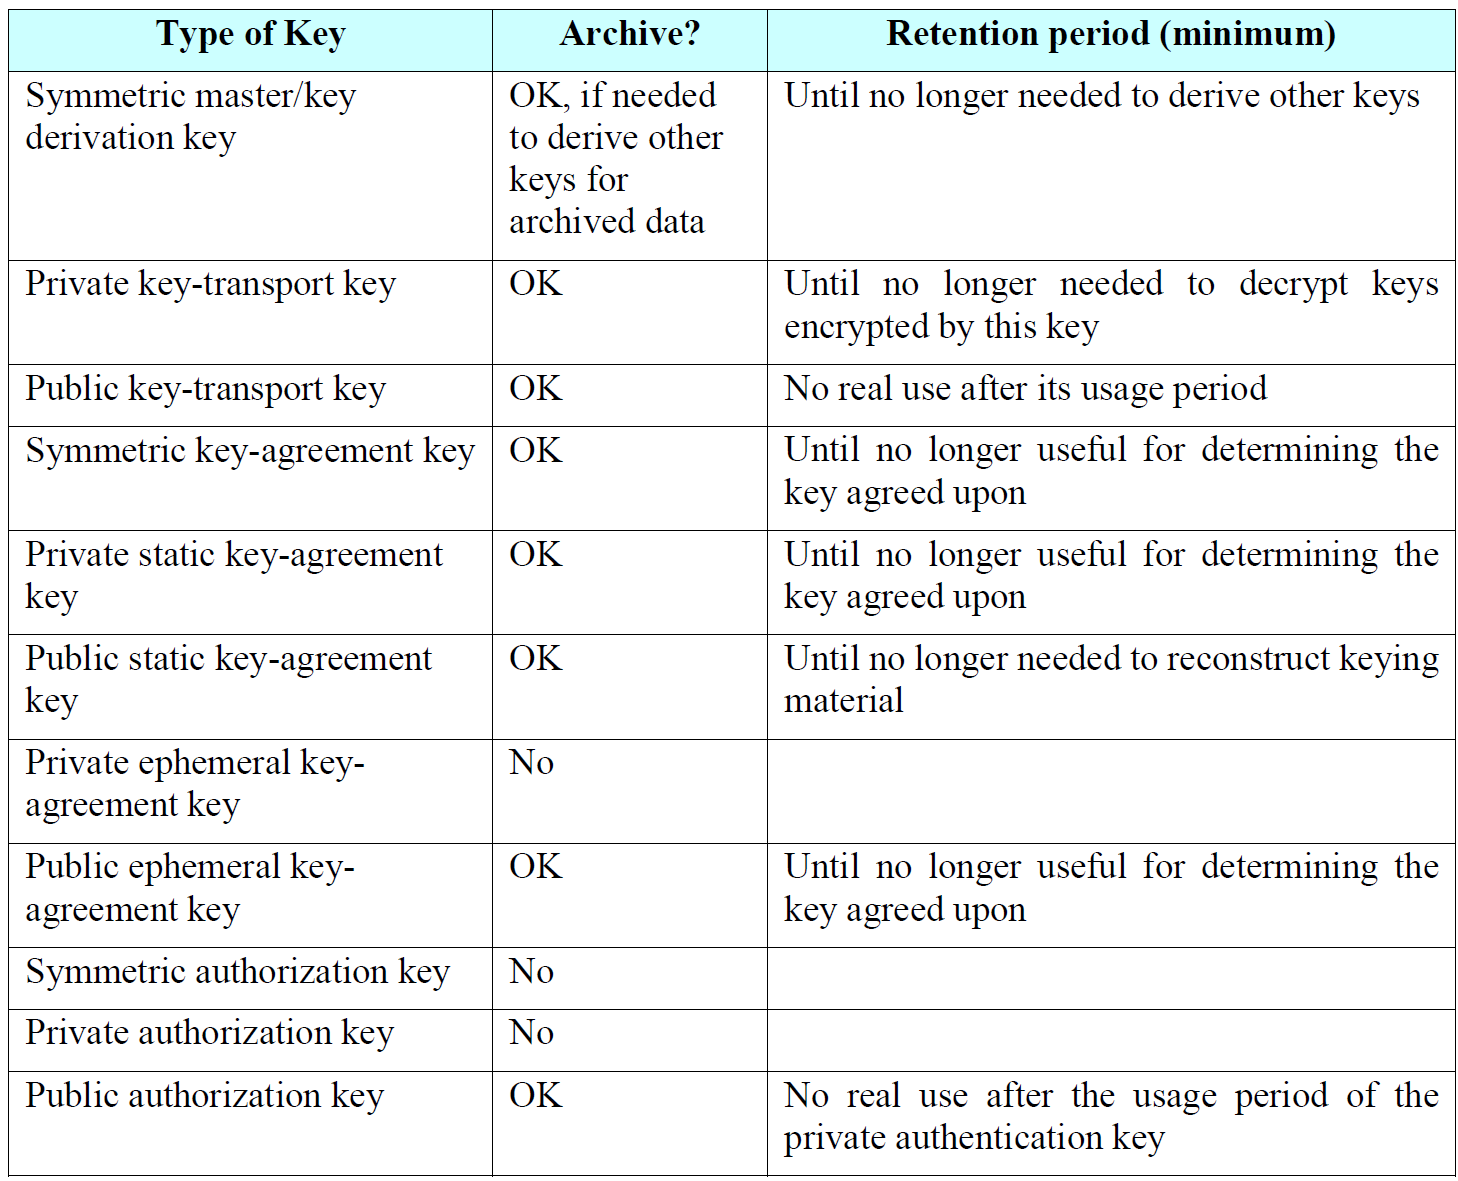 Type of Key Archive? Retention period (minimum)
Symmetric master/key OK, if needed Until no longer needed to derive other keys
derivation key to derive other
keys for
archived data
Private key-transport key OK Until no longer needed to decrypt keys
encrypted by this key
Public key-transport key OK No real use after its usage period
Symmetric key-agreement key OK Until no longer useful for determining the
key agreed upon
Private static key-agreement OK Until no longer useful for determining the
key key agreed upon
Public static key-agreement OK Until no longer needed to reconstruct keying
key material
Private ephemeral key- No
agreement key
Public ephemeral key- OK Until no longer useful for determining the
agreement key key agreed upon
Symmetric authorization key No
Private authorization key No
Public authorization key OK No real use after the usage period of the
private authentication key